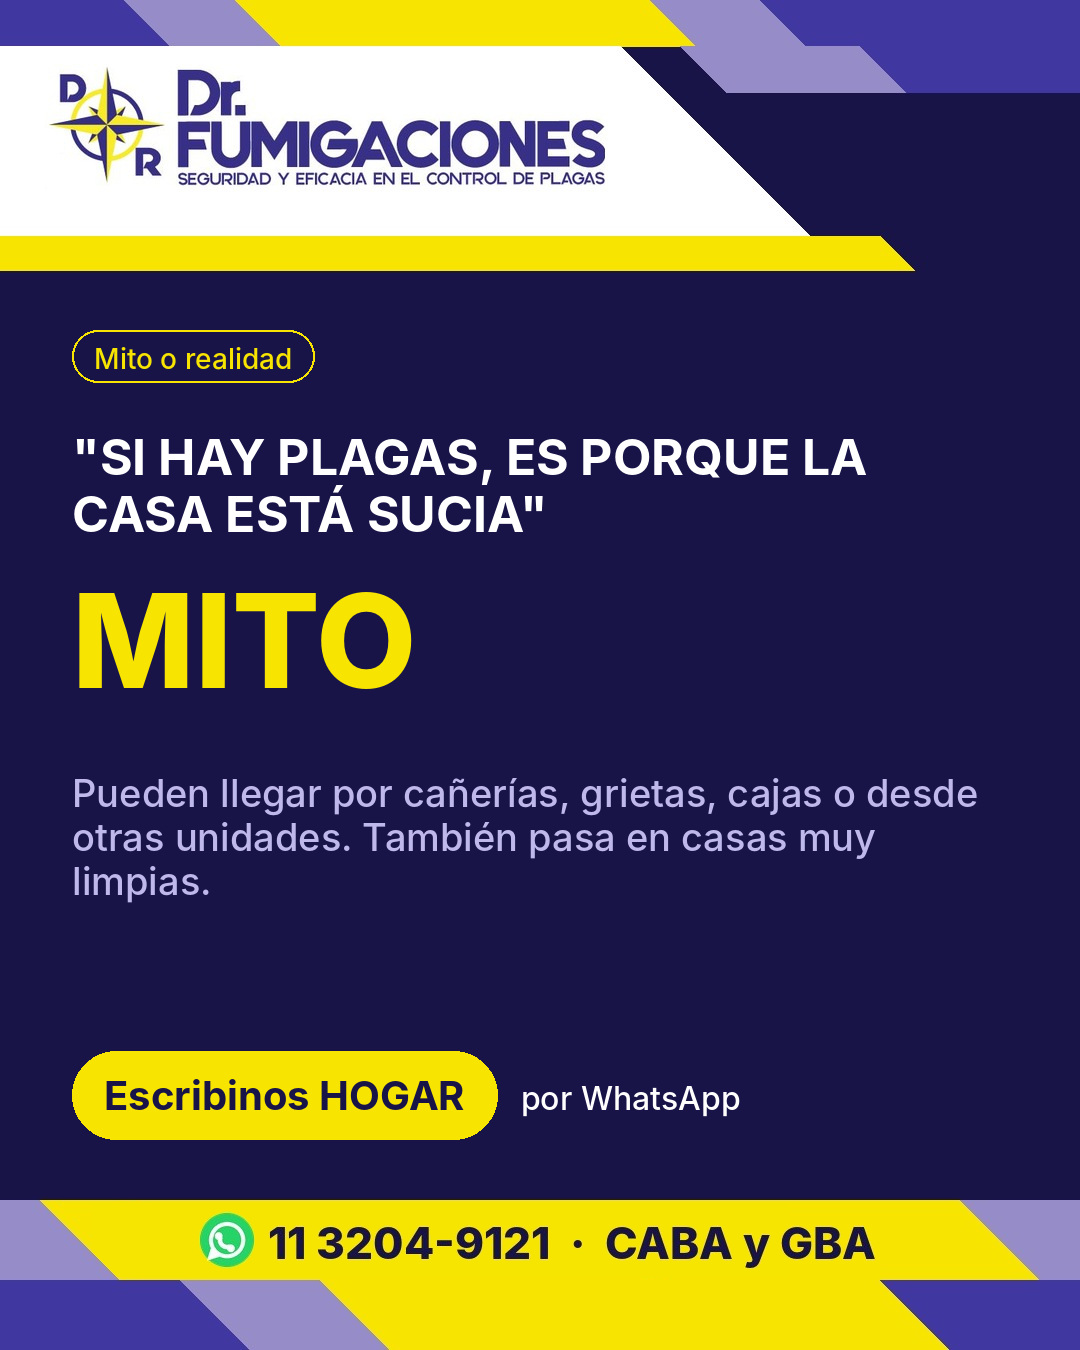 D R
Dr.
FUMIGACIONES
SEGURIDAD Y EFICACIA EN EL CONTROL DE PLAGAS
Mito o realidad
"SI HAY PLAGAS, ES PORQUE LA
CASA ESTÁ SUCIA"
MITO
Pueden llegar por cañerías, grietas, cajas o desde
otras unidades. También pasa en casas muy
limpias.
Escribinos HOGAR por WhatsApp
11 3204-9121 · CABA y GBA